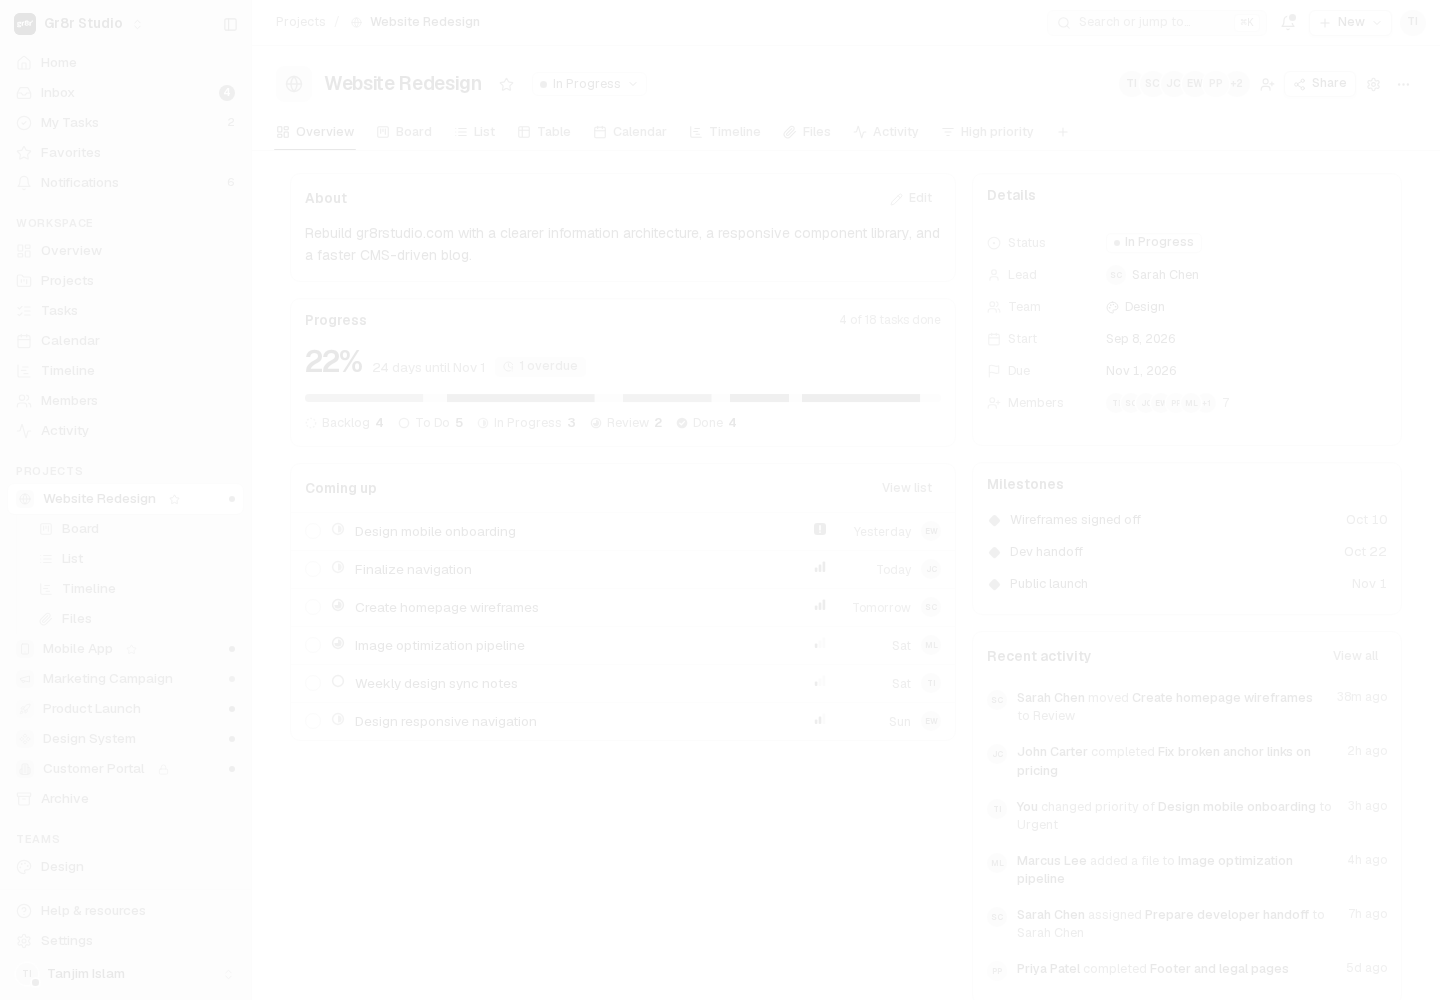 Gr8r Studio
Home
Inbox 4
My Tasks 2
Favorites
Notifications 6
WORKSPACE
Overview
Projects
Tasks
Calendar
Timeline
Members
Activity
PROJECTS
Website Redesign
Board
List
Timeline
Files
Mobile App
Marketing Campaign
Product Launch
Design System
Customer Portal
Archive
TEAMS
Design
Help & resources
Settings
TI Tanjim Islam
Projects / Website Redesign
Search or jump to... ⌘K
New
TI
Website Redesign
In Progress
TI SC JC EW PP +2
Share
Overview Board List Table Calendar Timeline Files Activity High priority
About
Edit
Rebuild gr8rstudio.com with a clearer information architecture, a responsive component library, and
a faster CMS-driven blog.
Progress
4 of 18 tasks done
22% 24 days until Nov 1 1 overdue
Backlog 4 To Do 5 In Progress 3 Review 2 Done 4
Coming up
View list
Design mobile onboarding Yesterday EW
Finalize navigation Today JC
Create homepage wireframes Tomorrow SC
Image optimization pipeline Sat ML
Weekly design sync notes Sat TI
Design responsive navigation Sun EW
Details
Status In Progress
Lead SC Sarah Chen
Team Design
Start Sep 8, 2026
Due Nov 1, 2026
Members ML +1 7
Milestones
Wireframes signed off Oct 10
Dev handoff Oct 22
Public launch Nov 1
Recent activity
View all
SC Sarah Chen moved Create homepage wireframes 38m ago
to Review
JC John Carter completed Fix broken anchor links on 2h ago
pricing
TI You changed priority of Design mobile onboarding to 3h ago
Urgent
ML Marcus Lee added a file to Image optimization 4h ago
pipeline
SC Sarah Chen assigned Prepare developer handoff to 7h ago
Sarah Chen
PP Priya Patel completed Footer and legal pages 5d ago